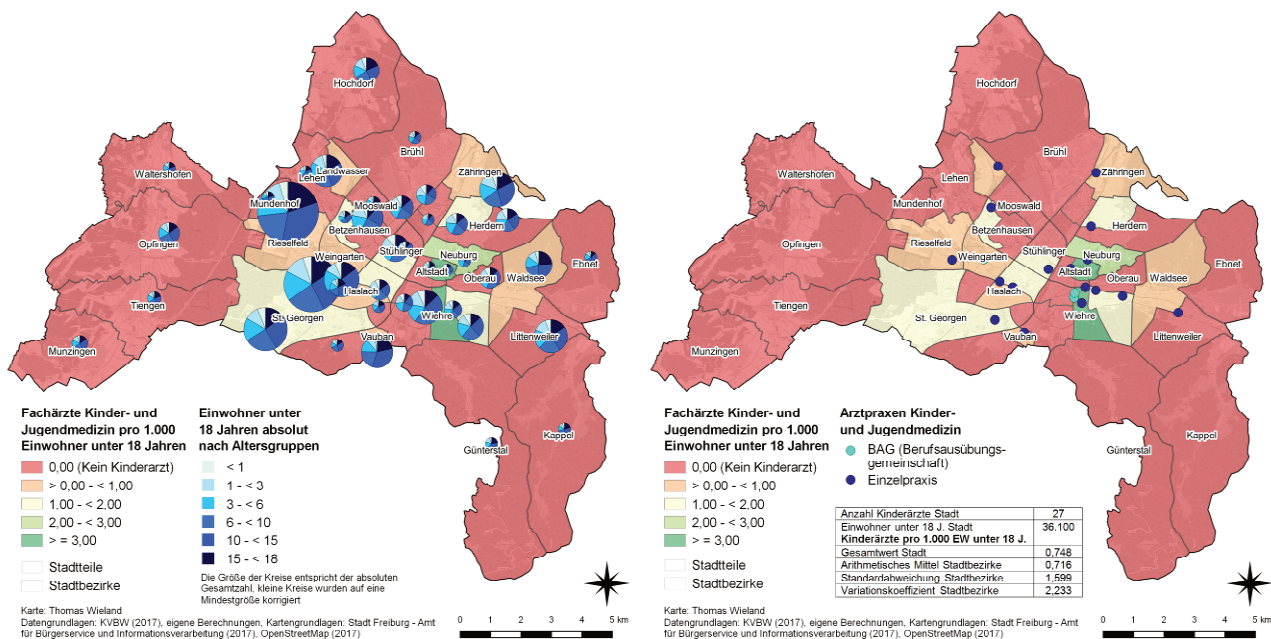 Hochdorf
Brühl
Waltershofen
Lehen
Landwasser
Zähringen
Mundenhof
Mooswald
Betzenhausen
Herdern
Opfingen
Rieselfeld
Weingarten
Stühlinger
Neuburg
Altstadt
Oberau
Waldsee
Ebnet
Tiengen
Haslach
St. Georgen
Wiehre
Vauban
Littenweiler
Munzingen
Günterstal
Kappel
Fachärzte Kinder- und
Jugendmedizin pro 1.000
Einwohner unter 18 Jahren
0,00 (Kein Kinderarzt)
> 0,00 - < 1,00
1,00 - < 2,00
2,00 - < 3,00
> = 3,00
Stadtteile
Stadtbezirke
Einwohner unter
18 Jahren absolut
nach Altersgruppen
< 1
1 - < 3
3 - < 6
6 - < 10
10 - < 15
15 - < 18
Die Größe der Kreise entspricht der absoluten
Gesamtzahl, kleine Kreise wurden auf eine
Mindestgröße korrigiert
Karte: Thomas Wieland
Datengrundlagen: KVBW (2017), eigene Berechnungen, Kartengrundlagen: Stadt Freiburg - Amt
für Bürgerservice und Informationsverarbeitung (2017), OpenStreetMap (2017)
0 1 2 3 4 5 km
Hochdorf
Brühl
Waltershofen
Lehen
Zähringen
Mundenhof
Mooswald
Betzenhausen
Herdern
Opfingen
Rieselfeld
Weingarten
Stühlinger
Neuburg
Altstadt
Oberau
Waldsee
Ebnet
Tiengen
Haslach
St. Georgen
Wiehre
Vauban
Littenweiler
Munzingen
Günterstal
Kappel
Fachärzte Kinder- und
Jugendmedizin pro 1.000
Einwohner unter 18 Jahren
0,00 (Kein Kinderarzt)
> 0,00 - < 1,00
1,00 - < 2,00
2,00 - < 3,00
> = 3,00
Stadtteile
Stadtbezirke
Arztpraxen Kinder-
und Jugendmedizin
BAG (Berufsausübungs-
gemeinschaft)
Einzelpraxis
Anzahl Kinderärzte Stadt 27
Einwohner unter 18 J. Stadt 36.100
Kinderärzte pro 1.000 EW unter 18 J.
Gesamtwert Stadt 0,748
Arithmetisches Mittel Stadtbezirke 0,716
Standardabweichung Stadtbezirke 1,599
Variationskoeffizient Stadtbezirke 2,233
Karte: Thomas Wieland
Datengrundlagen: KVBW (2017), eigene Berechnungen, Kartengrundlagen: Stadt Freiburg - Amt
für Bürgerservice und Informationsverarbeitung (2017), OpenStreetMap (2017)
0 1 2 3 4 5 km